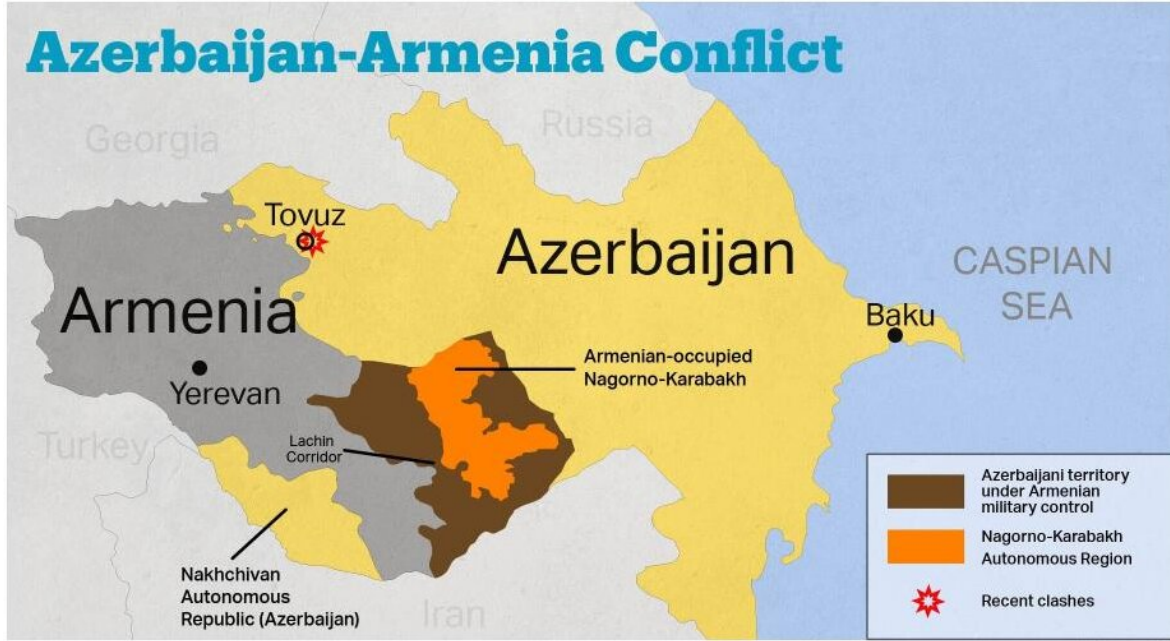 Azerbaijan-Armenia Conflict
Georgia
Russia
Tovuz
Azerbaijan
CASPIAN
SEA
Armenia
Baku
Armenian-occupied
Nagorno-Karabakh
Yerevan
Turkey
Lachin
Corridor
Nakhchivan
Autonomous
Republic (Azerbaijan)
Iran
Azerbaijani territory
under Armenian
military control
Nagorno-Karabakh
Autonomous Region
Recent clashes